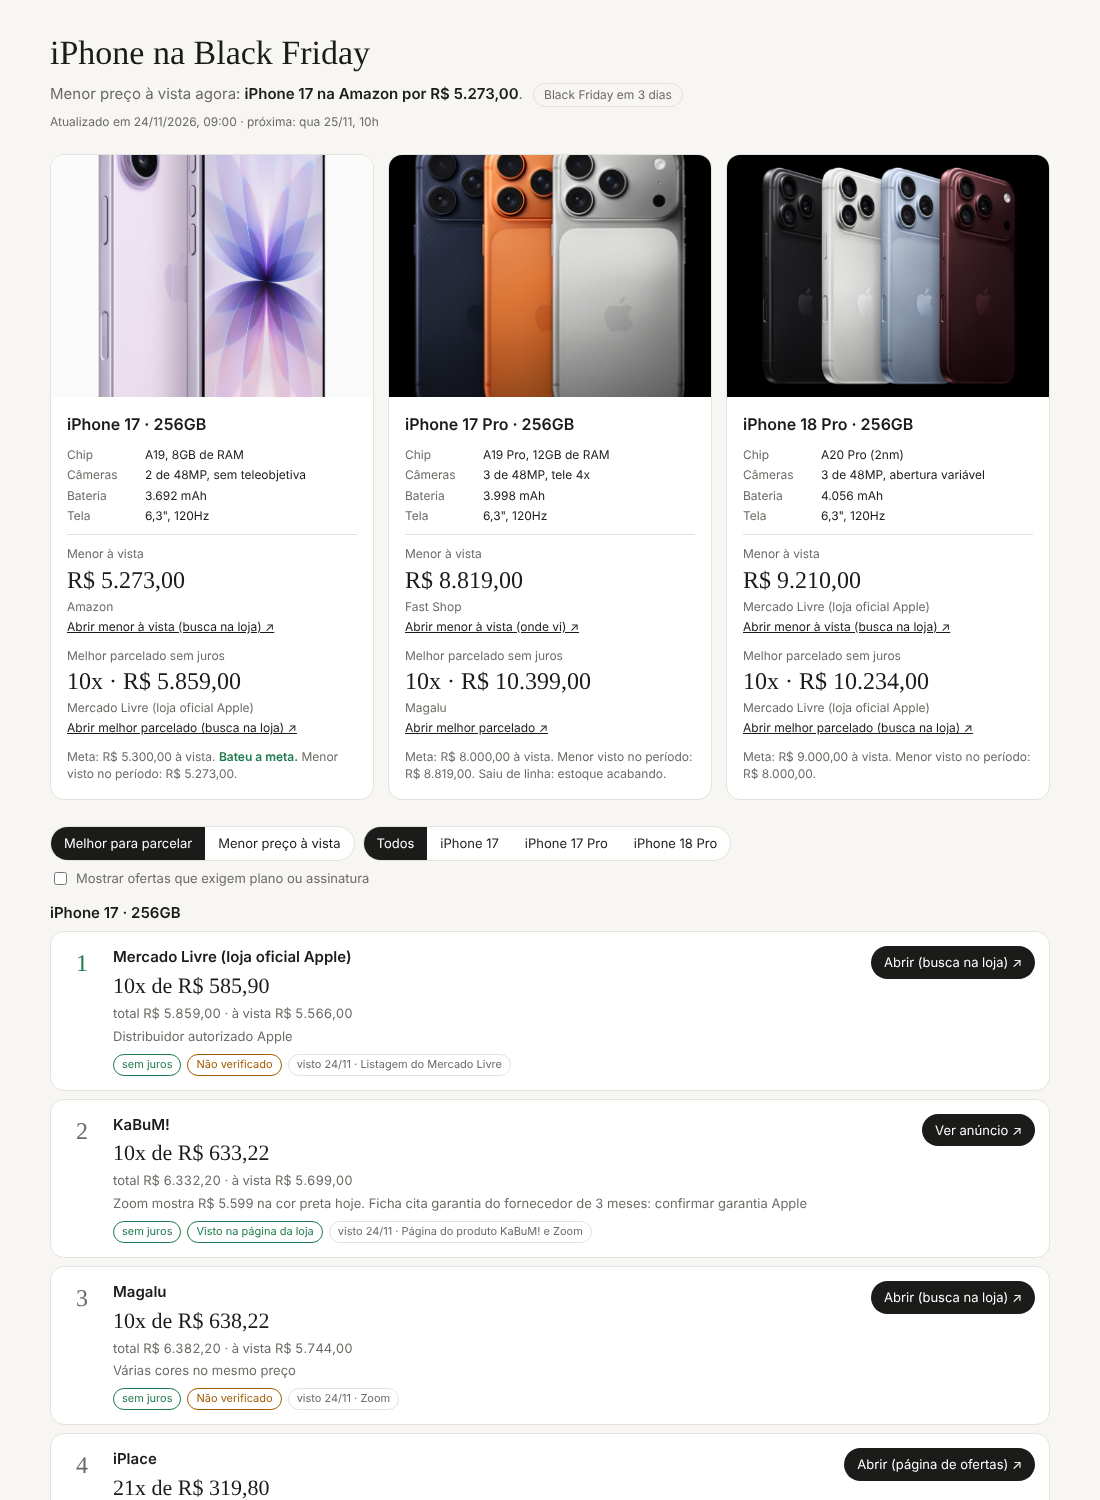 iPhone na Black Friday
Menor preço à vista agora: iPhone 17 na Amazon por R$ 5.273,00. Black Friday em 3 dias
Atualizado em 24/11/2026, 09:00 · próxima: qua 25/11, 10h
iPhone 17 · 256GB
Chip A19, 8GB de RAM
Câmeras 2 de 48MP, sem teleobjetiva
Bateria 3.692 mAh
Tela 6,3", 120Hz
Menor à vista
R$ 5.273,00
Amazon
Abrir menor à vista (busca na loja) ↗
Melhor parcelado sem juros
10x · R$ 5.859,00
Mercado Livre (loja oficial Apple)
Abrir melhor parcelado (busca na loja) ↗
Meta: R$ 5.300,00 à vista. Bateu a meta. Menor
visto no período: R$ 5.273,00.
iPhone 17 Pro · 256GB
Chip A19 Pro, 12GB de RAM
Câmeras 3 de 48MP, tele 4x
Bateria 3.998 mAh
Tela 6,3", 120Hz
Menor à vista
R$ 8.819,00
Fast Shop
Abrir menor à vista (onde vi) ↗
Melhor parcelado sem juros
10x · R$ 10.399,00
Magalu
Abrir melhor parcelado ↗
Meta: R$ 8.000,00 à vista. Menor visto no período:
R$ 8.819,00. Saiu de linha: estoque acabando.
iPhone 18 Pro · 256GB
Chip A20 Pro (2nm)
Câmeras 3 de 48MP, abertura variável
Bateria 4.056 mAh
Tela 6,3", 120Hz
Menor à vista
R$ 9.210,00
Mercado Livre (loja oficial Apple)
Abrir menor à vista (busca na loja) ↗
Melhor parcelado sem juros
10x · R$ 10.234,00
Mercado Livre (loja oficial Apple)
Abrir melhor parcelado (busca na loja) ↗
Meta: R$ 9.000,00 à vista. Menor visto no período:
R$ 8.000,00.
Melhor para parcelar Menor preço à vista Todos iPhone 17 iPhone 17 Pro iPhone 18 Pro
Mostrar ofertas que exigem plano ou assinatura
iPhone 17 · 256GB
1 Mercado Livre (loja oficial Apple) Abrir (busca na loja) ↗
10x de R$ 585,90
total R$ 5.859,00 · à vista R$ 5.566,00
Distribuidor autorizado Apple
sem juros Não verificado visto 24/11 · Listagem do Mercado Livre
2 KaBuM! Ver anúncio ↗
10x de R$ 633,22
total R$ 6.332,20 · à vista R$ 5.699,00
Zoom mostra R$ 5.599 na cor preta hoje. Ficha cita garantia do fornecedor de 3 meses: confirmar garantia Apple
sem juros Visto na página da loja visto 24/11 · Página do produto KaBuM! e Zoom
3 Magalu Abrir (busca na loja) ↗
10x de R$ 638,22
total R$ 6.382,20 · à vista R$ 5.744,00
Várias cores no mesmo preço
sem juros Não verificado visto 24/11 · Zoom
4 iPlace Abrir (página de ofertas) ↗
21x de R$ 319,80